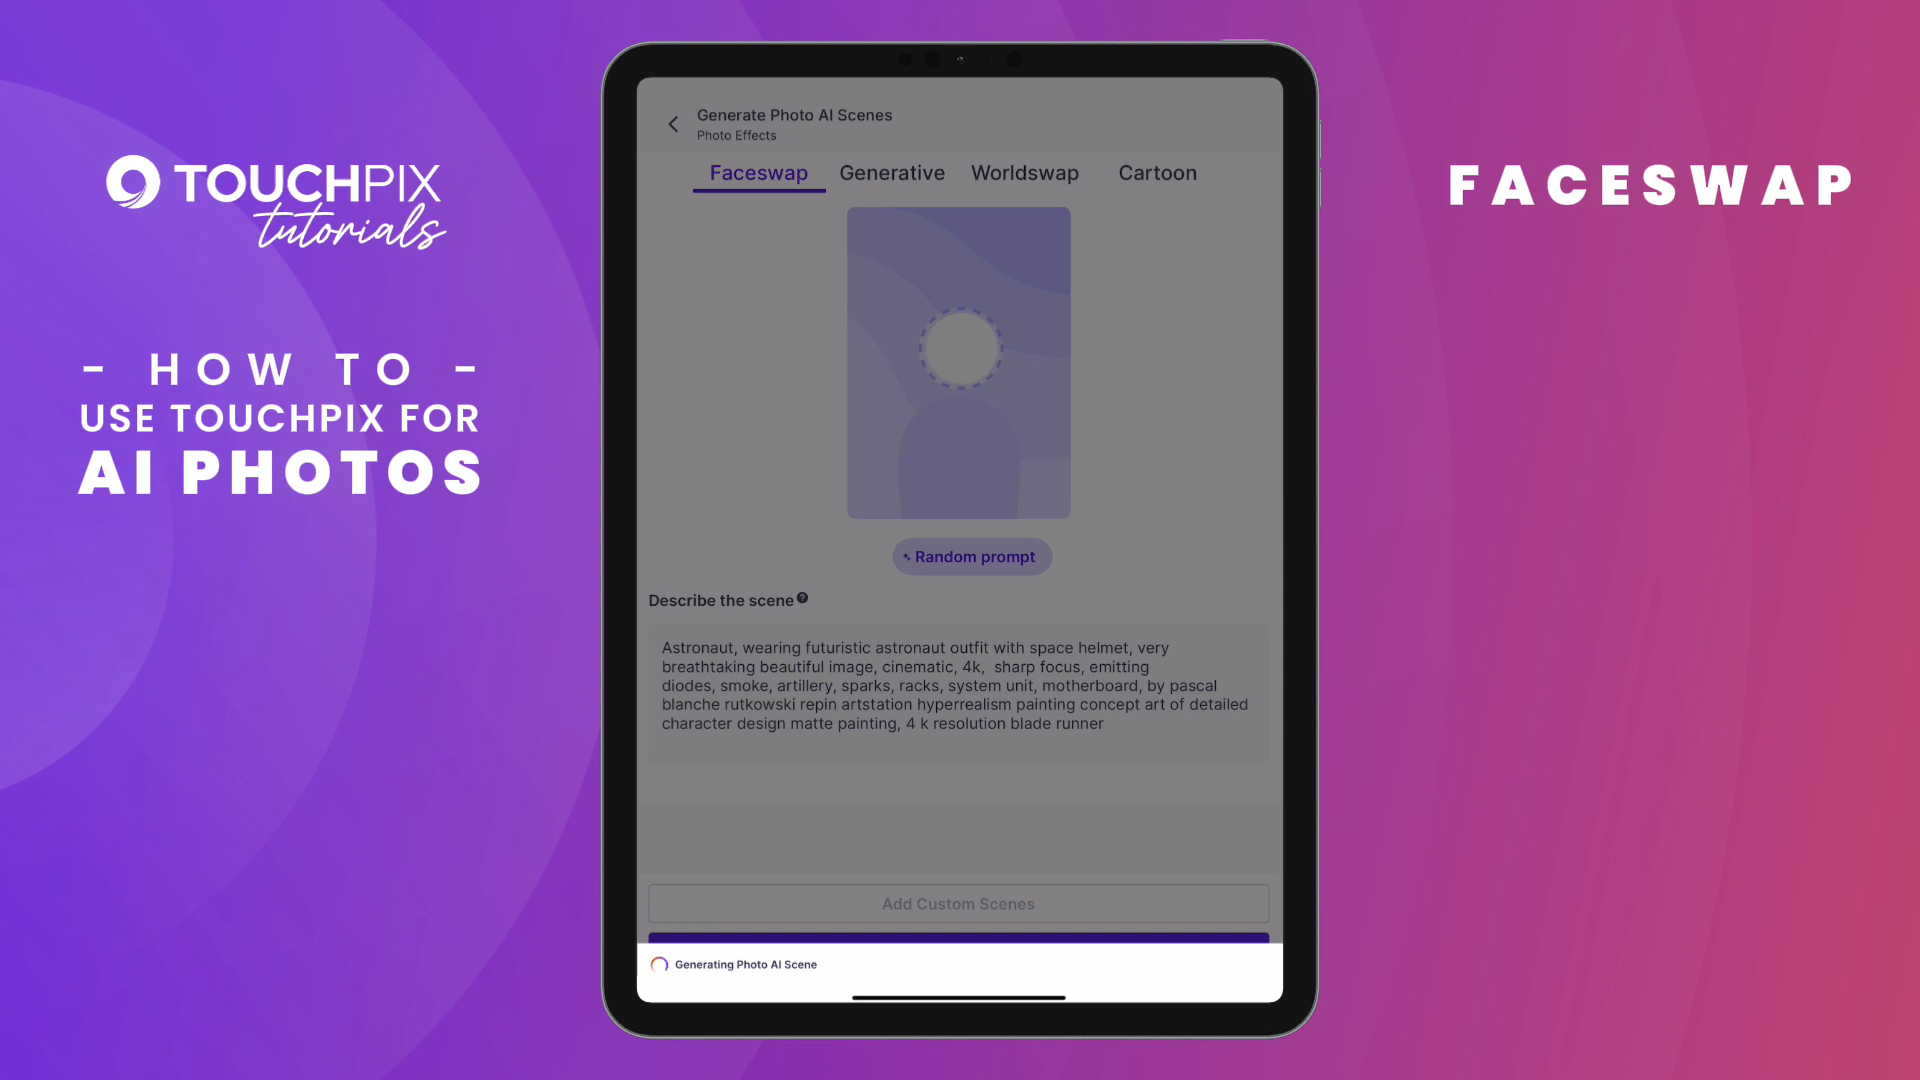 TOUCHPIX
tutorials
- HOW TO -
USE TOUCHPIX FOR
AI PHOTOS
Generate Photo AI Scenes
Photo Effects
Faceswap Generative Worldswap Cartoon
Random prompt
Describe the scene
Astronaut, wearing futuristic astronaut outfit with space helmet, very
breathtaking beautiful image, cinematic, 4k,  sharp focus, emitting
diodes, smoke, artillery, sparks, racks, system unit, motherboard, by pascal
blanche rutkowski repin artstation hyperrealism painting concept art of detailed
character design matte painting, 4 k resolution blade runner
Add Custom Scenes
Generating Photo AI Scene
FACESWAP